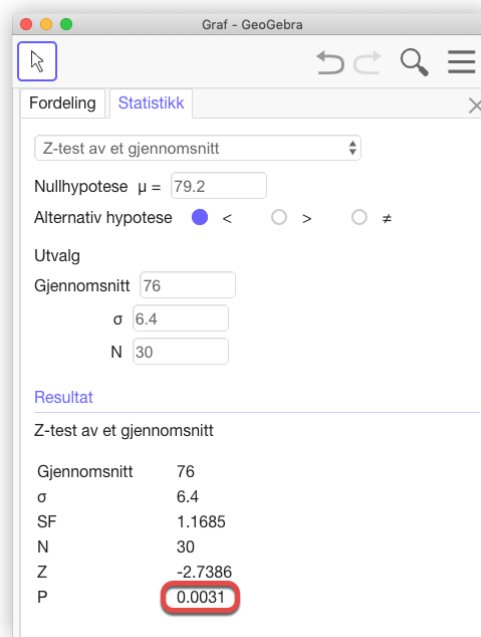 Graf - GeoGebra
Fordeling Statistikk
Z-test av et gjennomsnitt
Nullhypotese μ = 79.2
Alternativ hypotese < > ≠
Utvalg
Gjennomsnitt 76
σ 6.4
N 30
Resultat
Z-test av et gjennomsnitt
Gjennomsnitt 76
σ 6.4
SF 1.1685
N 30
Z -2.7386
P 0.0031